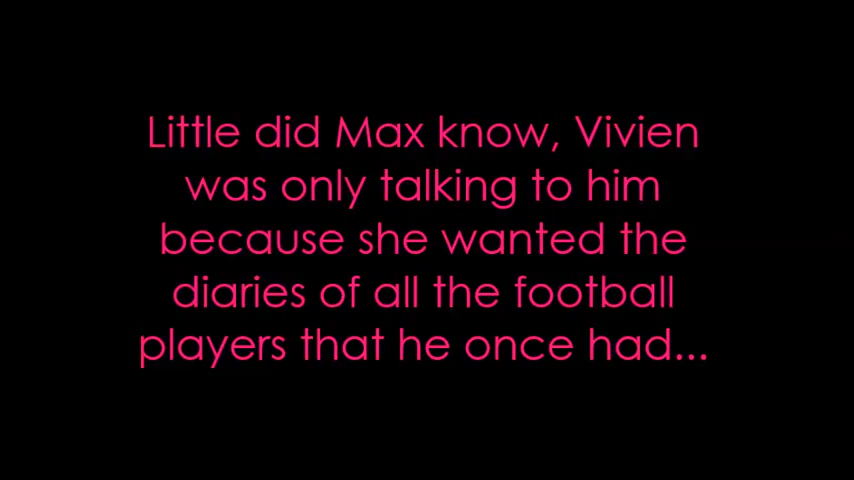 Little did Max know, Vivien
was only talking to him
because she wanted the
diaries of all the football
players that he once had...